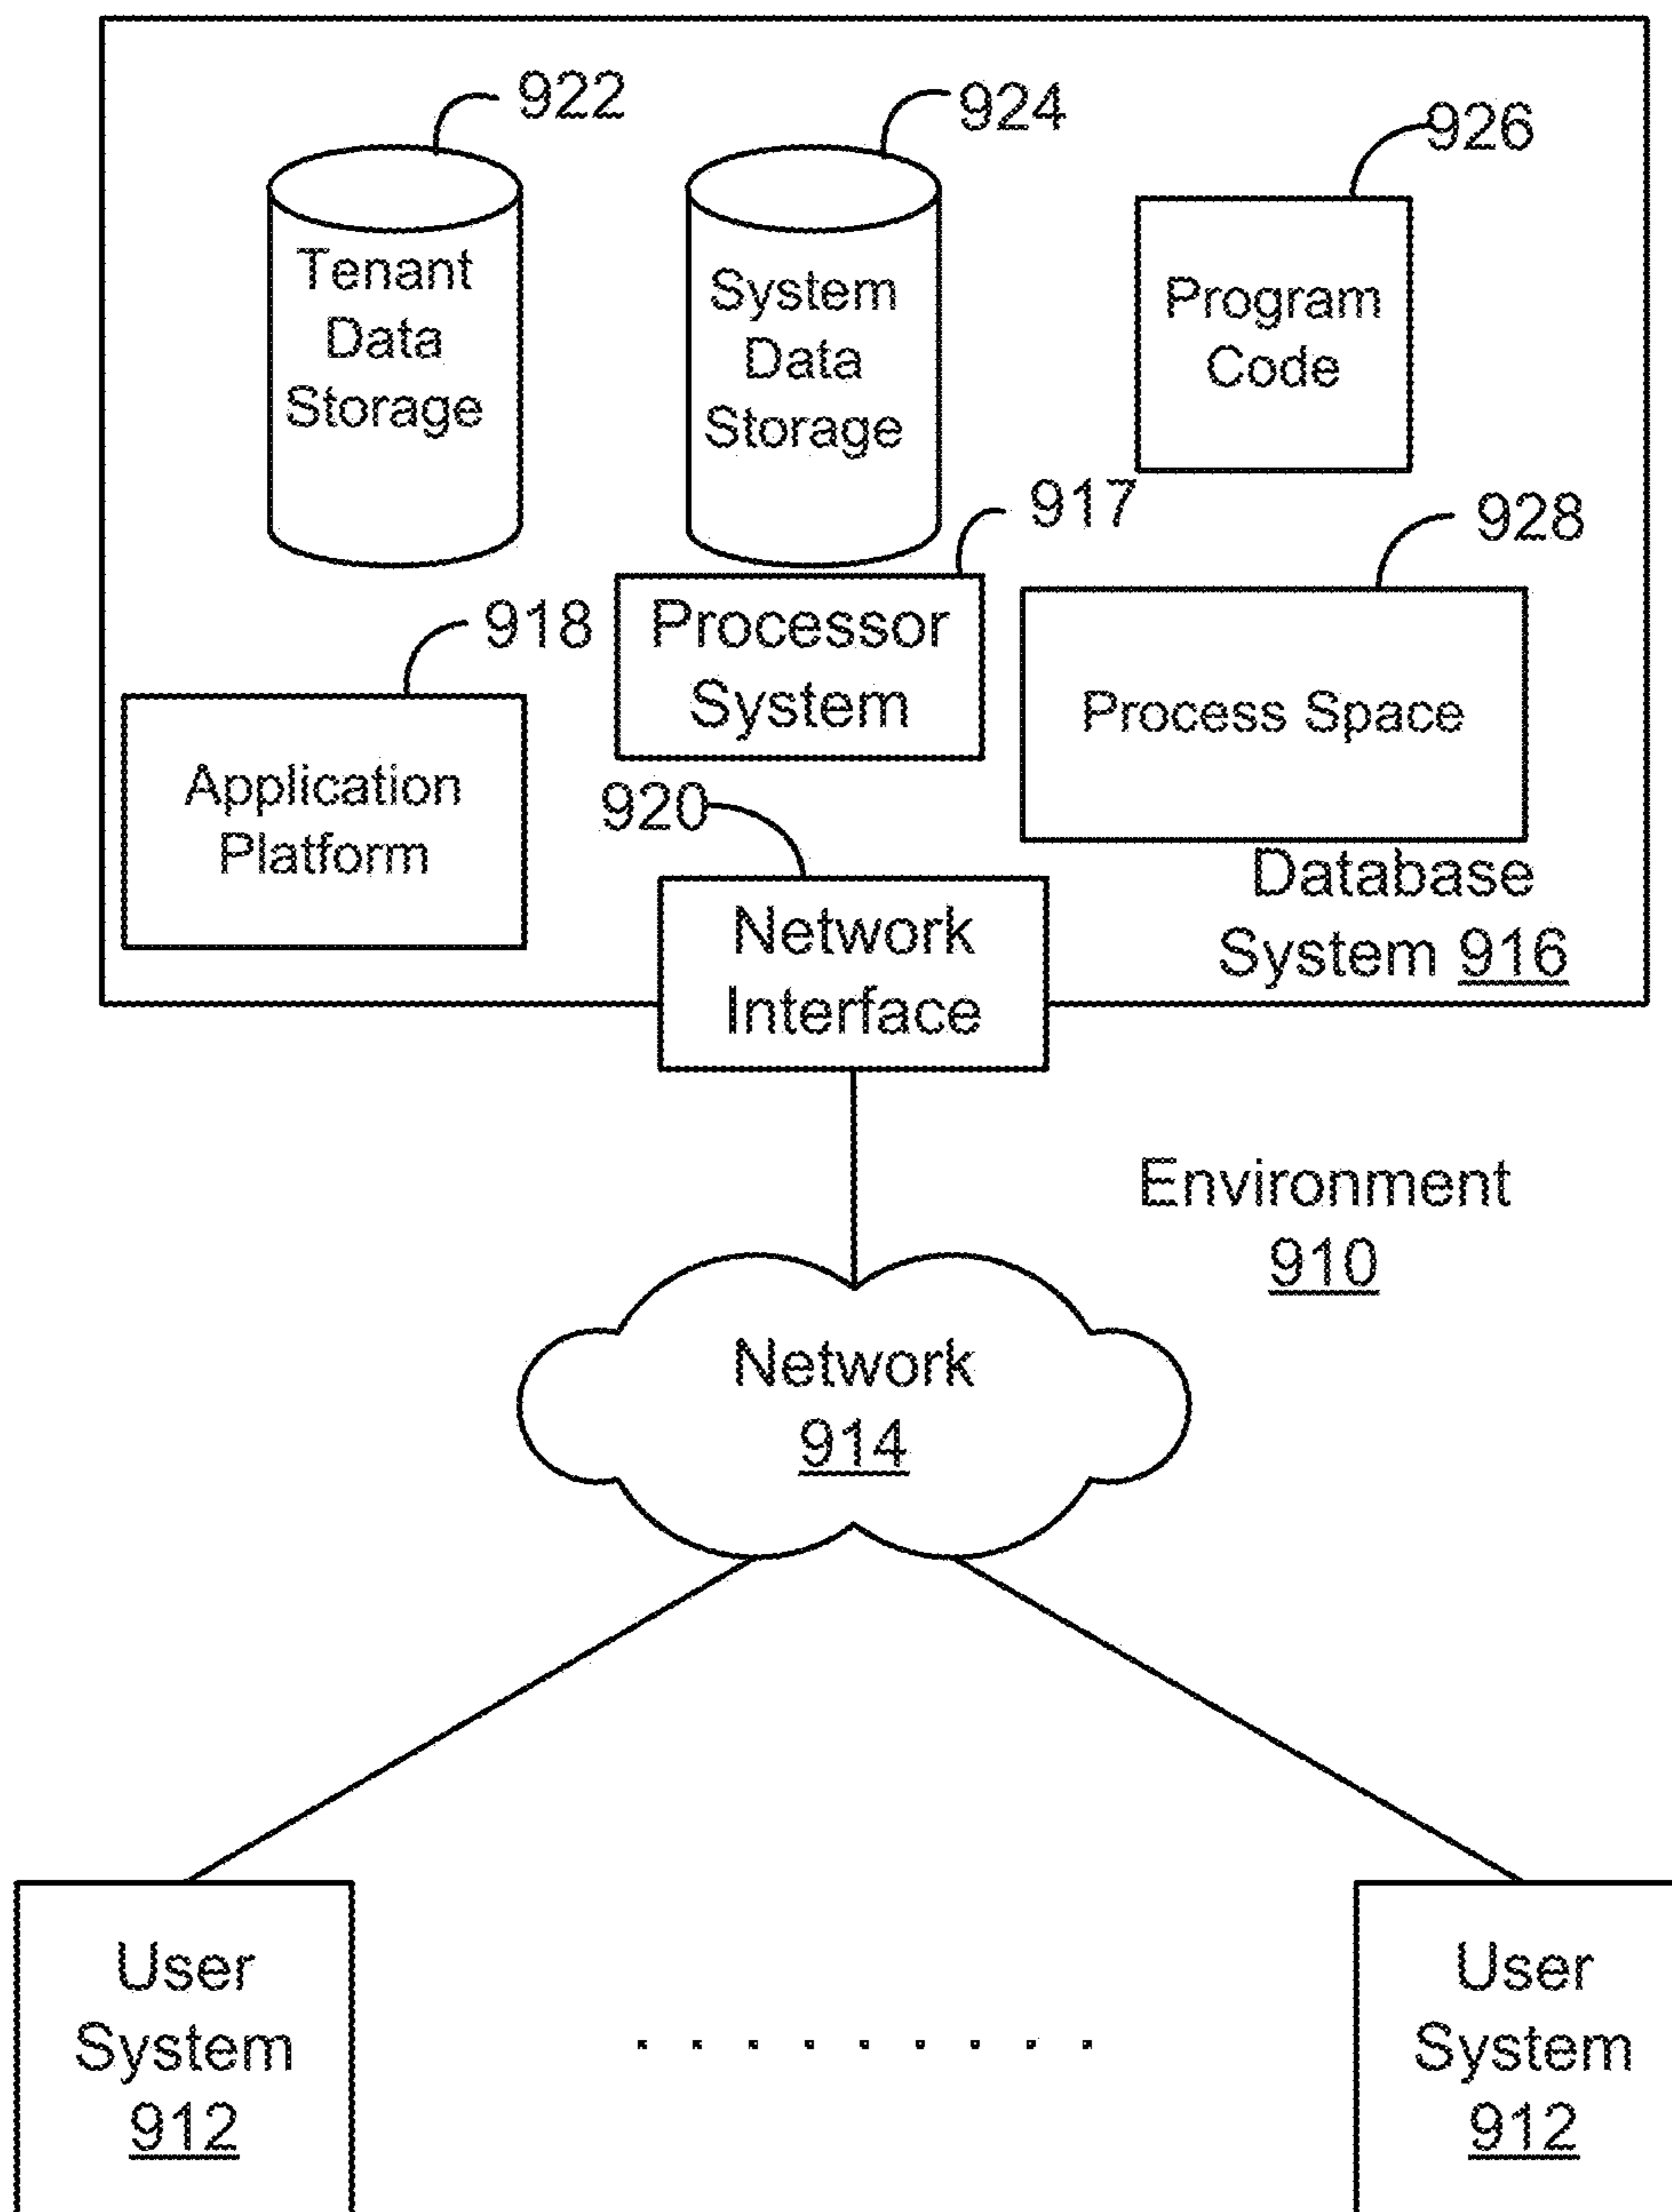 922
924
926
Tenant
Data
Storage
System
Data
Storage
Program
Code
917
928
918
Processor
System
Process Space
Application
Platform
920
Database
System 916
Network
Interface
Environment
910
Network
914
User
System
912
User
System
912